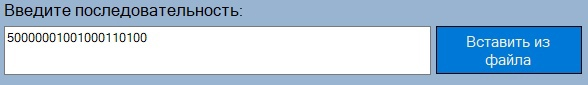 Введите последовательность:
50000001001000110100
Вставить из
файла